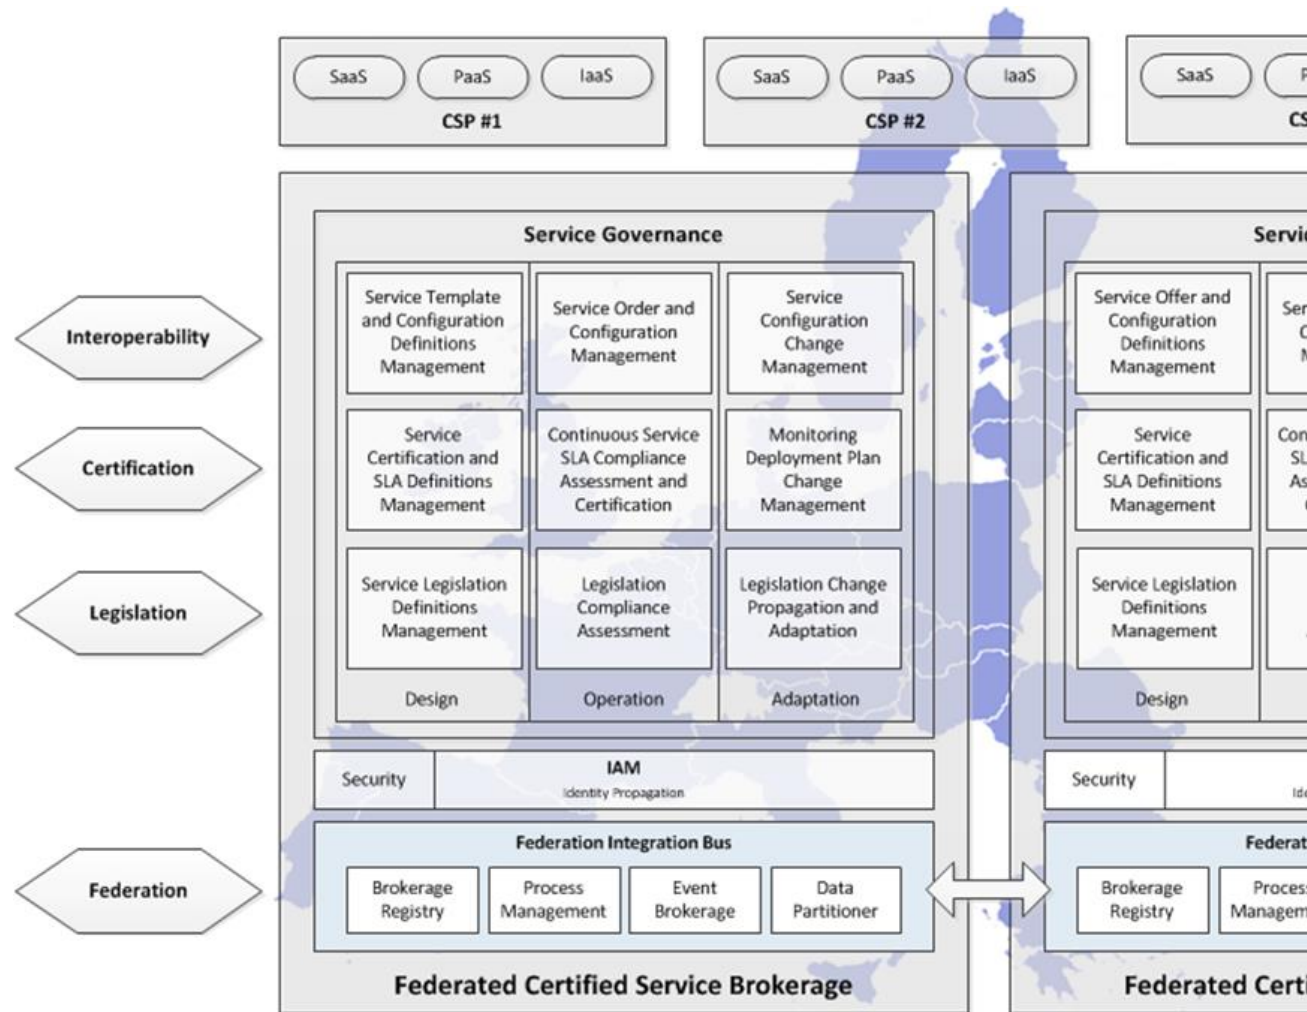 SaaS
PaaS
IaaS
CSP #1
SaaS
PaaS
IaaS
CSP #2
SaaS
Service Governance
Service Template
and Configuration
Definitions
Management
Service Order and
Configuration
Management
Service
Configuration
Change
Management
Interoperability
Service
Certification and
SLA Definitions
Management
Continuous Service
SLA Compliance
Assessment and
Certification
Monitoring
Deployment Plan
Change
Management
Certification
Service Legislation
Definitions
Management
Legislation
Compliance
Assessment
Legislation Change
Propagation and
Adaptation
Legislation
Design
Operation
Adaptation
Security
IAM
Identity Propagation
Federation Integration Bus
Brokerage
Registry
Process
Management
Event
Brokerage
Data
Partitioner
Federation
Federated Certified Service Brokerage
Service Offer and
Configuration
Definitions
Management
Service
Certification and
SLA Definitions
Management
Service Legislation
Definitions
Management
Design
Security
Brokerage
Registry
Federated